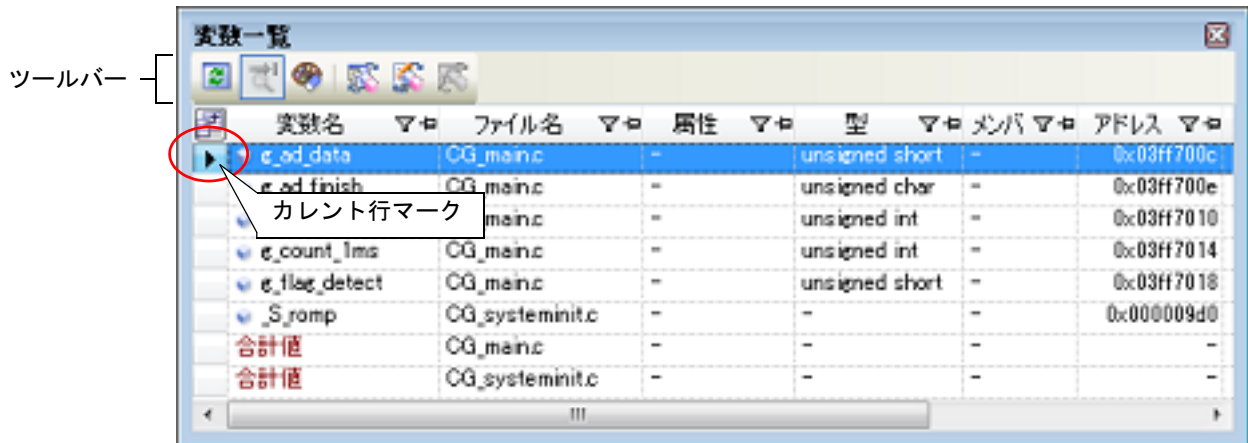 変数一覧
ツールバー
変数名 ファイル名 属性 型 メンバ アドレス
g_ad_data CG_main.c - unsigned short - 0x03ff700c
g_ad_finish CG_main.c - unsigned char - 0x03ff700e
カレント行マーク
main.c - unsigned int - 0x03ff7010
g_count_1ms CG_main.c - unsigned int - 0x03ff7014
g_flag_detect CG_main.c - unsigned short - 0x03ff7018
_S_romp CG_systeminit.c - - - 0x000009d0
合計値 CG_main.c - - - -
合計値 CG_systeminit.c - - - -